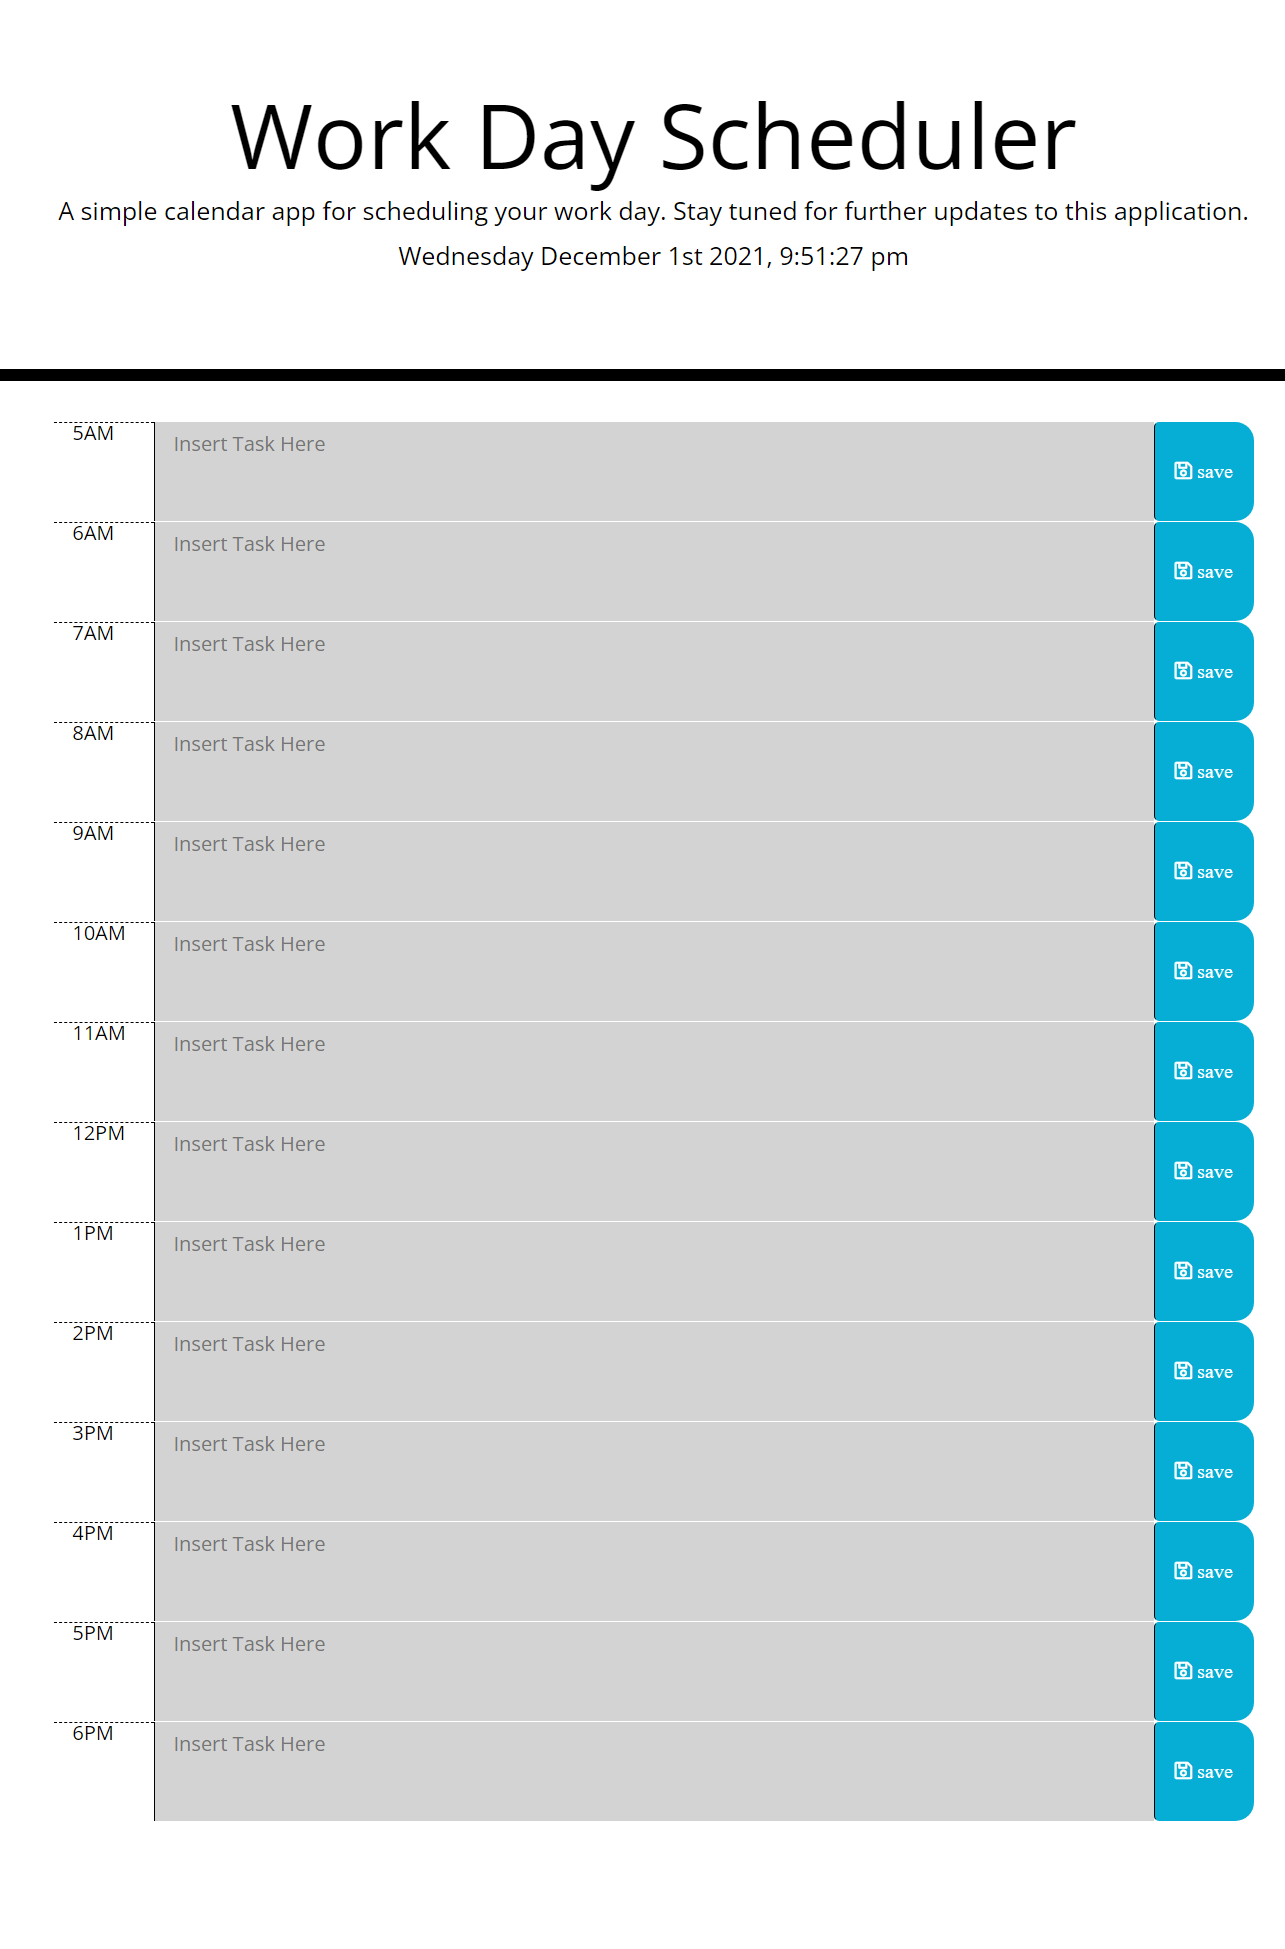 Work Day Scheduler
A simple calendar app for scheduling your work day. Stay tuned for further updates to this application.
Wednesday December 1st 2021, 9:51:27 pm
5AM Insert Task Here save
6AM Insert Task Here save
7AM Insert Task Here save
8AM Insert Task Here save
9AM Insert Task Here save
10AM Insert Task Here save
11AM Insert Task Here save
12PM Insert Task Here save
1PM Insert Task Here save
2PM Insert Task Here save
3PM Insert Task Here save
4PM Insert Task Here save
5PM Insert Task Here save
6PM Insert Task Here save